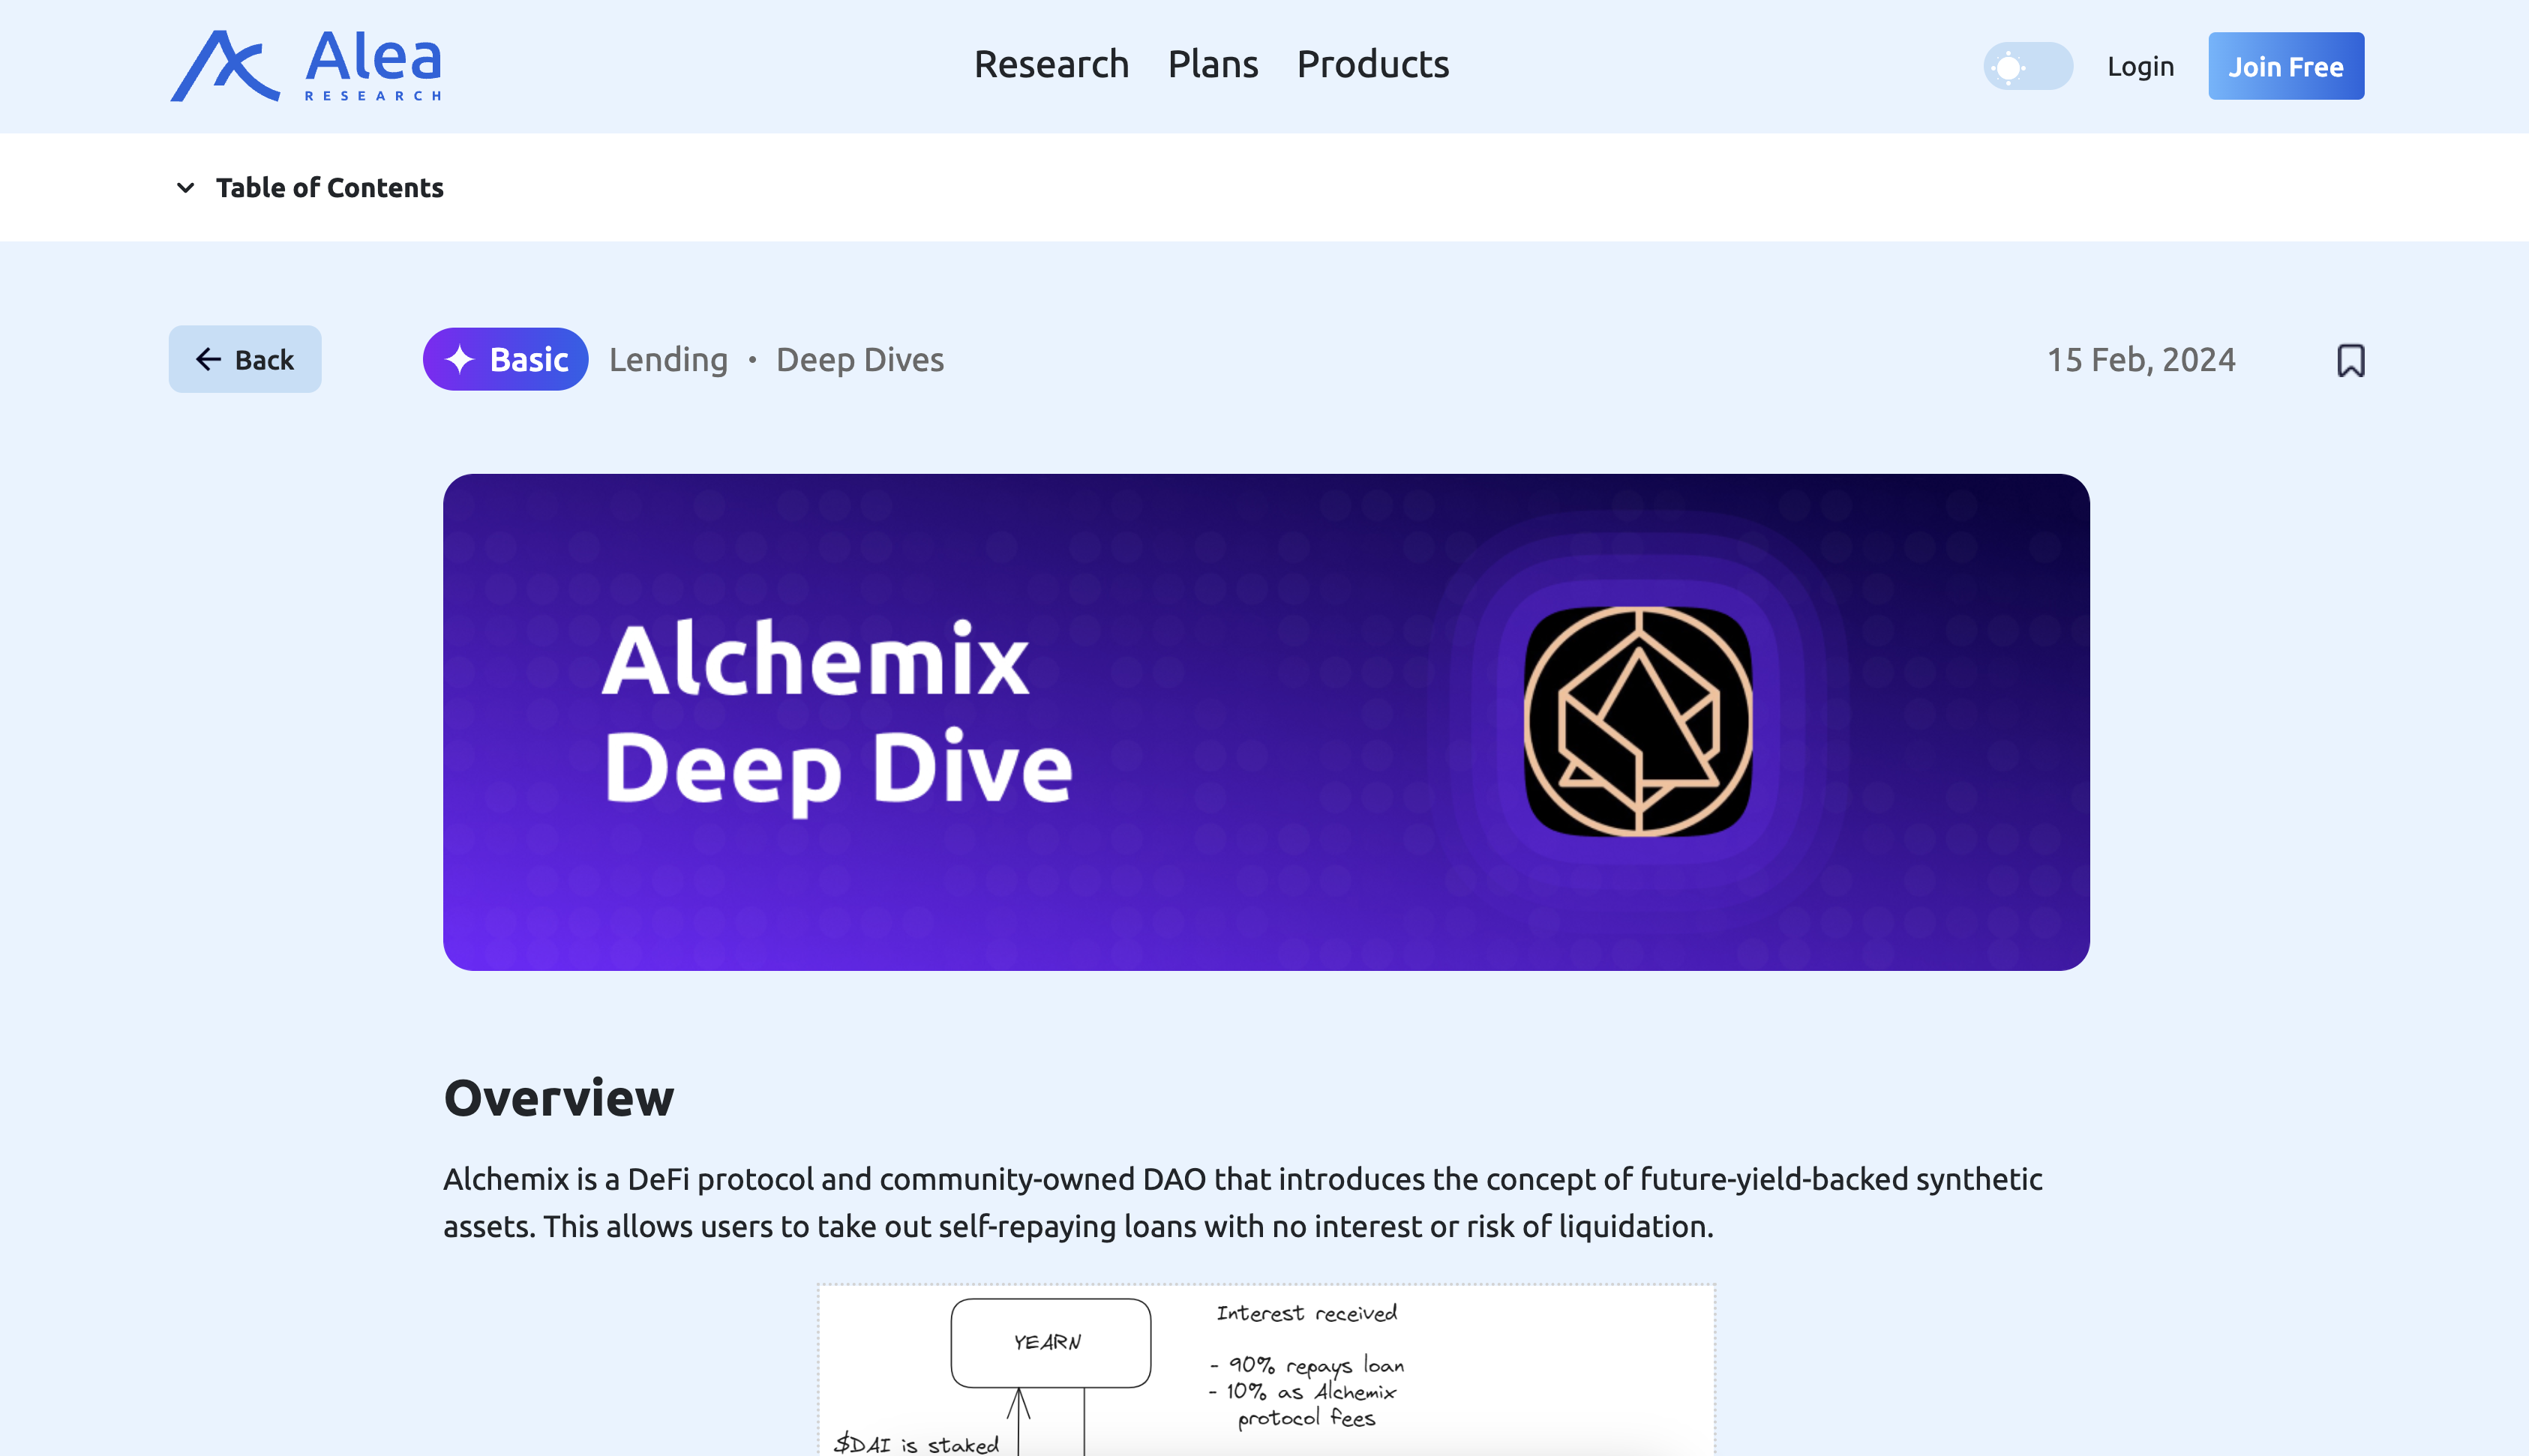 Alea
RESEARCH
Research Plans Products
Login
Join Free
Table of Contents
Back
Basic
Lending • Deep Dives
15 Feb, 2024
Alchemix
Deep Dive
Overview
Alchemix is a DeFi protocol and community-owned DAO that introduces the concept of future-yield-backed synthetic
assets. This allows users to take out self-repaying loans with no interest or risk of liquidation.
YEARN
Interest received
- 90% repays loan
- 10% as Alchemix
protocol fees
$DAI is staked